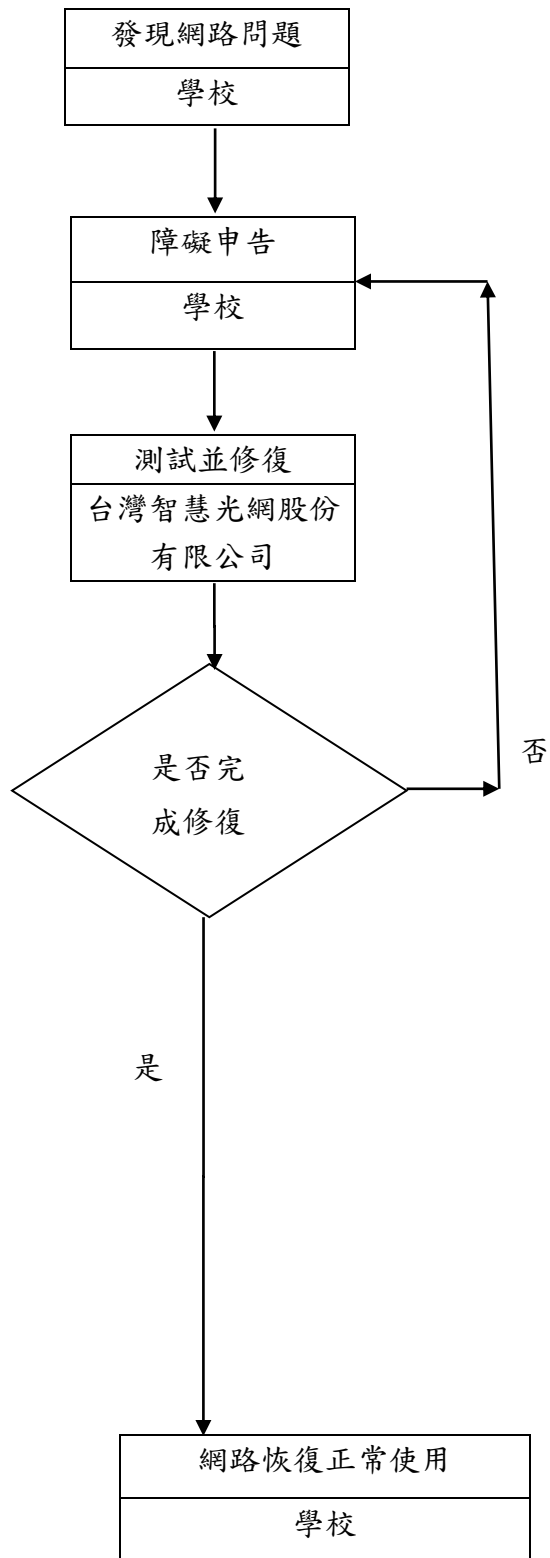 發現網路問題
學校
障礙申告
學校
測試並修復
台灣智慧光網股份
有限公司
是否完
成修復
否
是
網路恢復正常使用
學校